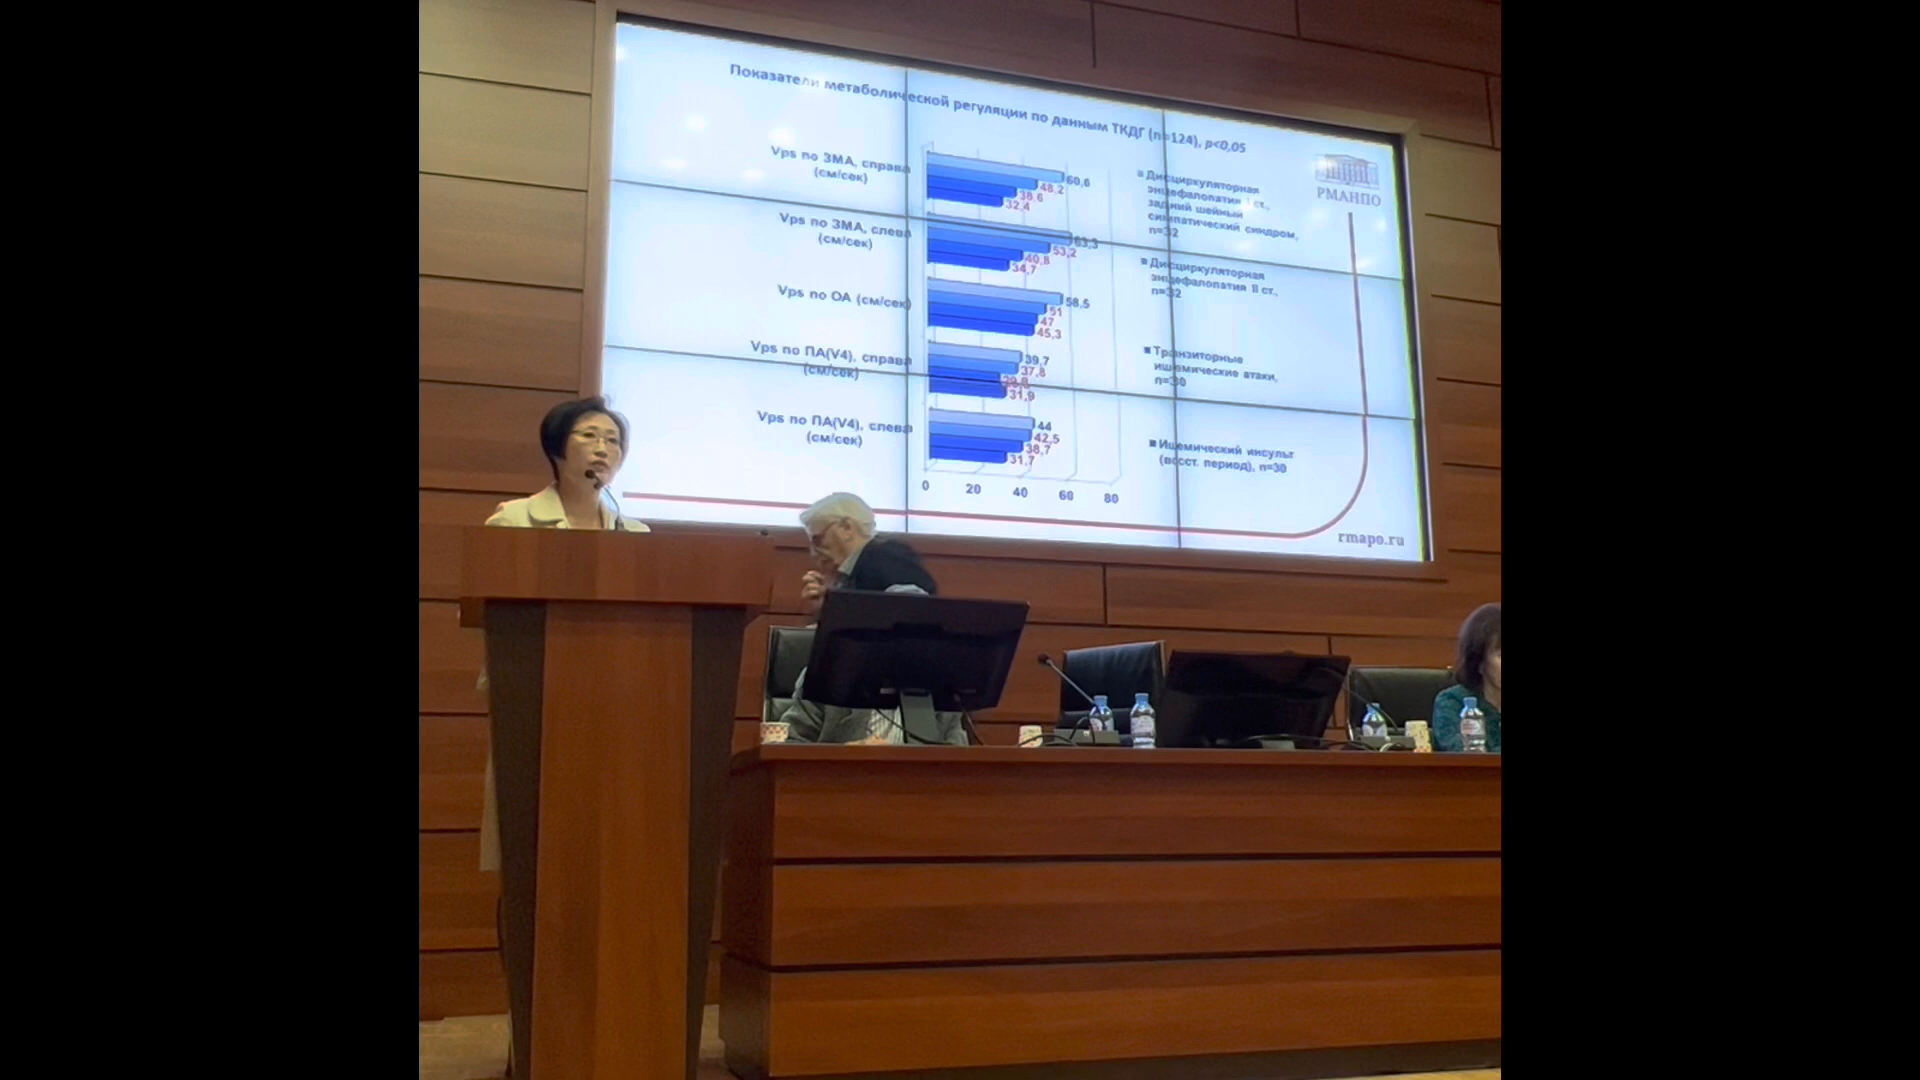 Показатели метаболической регуляции по данным ТКДГ (n=124), p<0,05
РМАНПО
Vps по ЗМА, справа
(см/сек)
60,6
48,2
38,6
32,4
Vps по ЗМА, слева
(см/сек)
63,3
53,2
40,8
34,7
Vps по ОА (см/сек)
58,5
51
47
45,3
Vps по ПА(V4), справа
(см/сек)
39,7
37,8
31,9
Vps по ПА(V4), слева
(см/сек)
44
42,5
38,7
31,7
0 20 40 60 80
Дисциркуляторная
энцефалопатия I ст.,
задний шейный
симпатический синдром,
n=32
Дисциркуляторная
энцефалопатия II ст.,
n=32
Транзиторные
ишемические атаки,
n=30
Ишемический инсульт
(восст. период), n=30
rmapo.ru